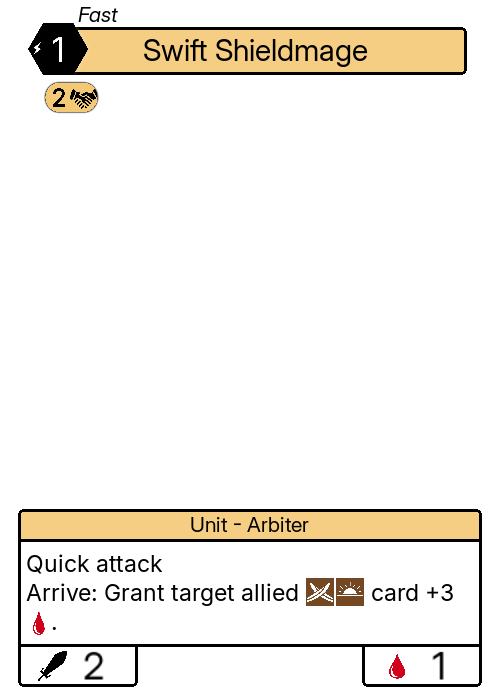 Fast
1 Swift Shieldmage
2
Unit - Arbiter
Quick attack
Arrive: Grant target allied card +3
.
2 1